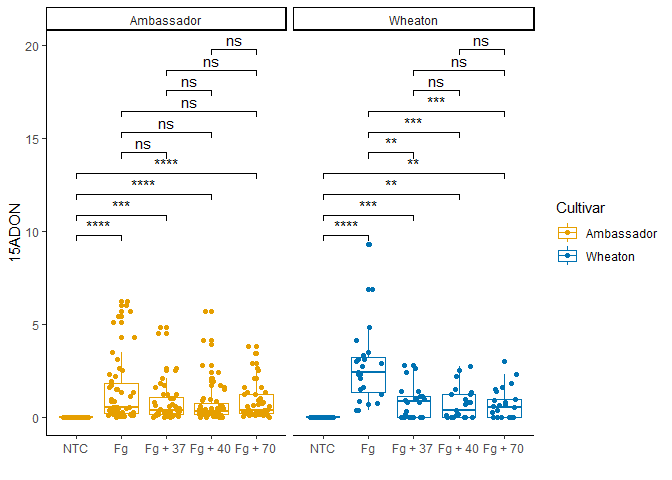 Ambassador
Wheaton
20
15
10
5
0
15ADON
ns
ns
ns
ns
ns
ns
****
****
***
****
ns
ns
ns
***
***
**
**
**
***
****
NTC
Fg
Fg + 37
Fg + 40
Fg + 70
NTC
Fg
Fg + 37
Fg + 40
Fg + 70
Cultivar
Ambassador
Wheaton